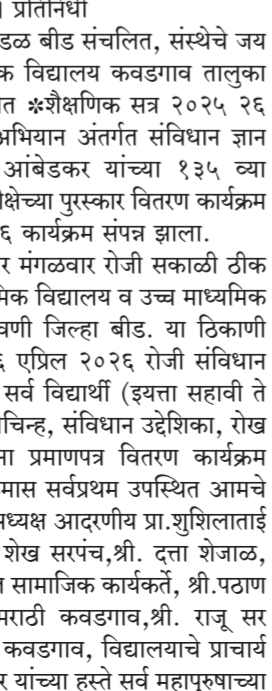 । प्रतिनिधी
डळ बीड संचलित, संस्थेचे जय
क विद्यालय कवडगाव तालुका
त *शैक्षणिक सत्र २०२५ २६
अभियान अंतर्गत संविधान ज्ञान
आंबेडकर यांच्या १३५ व्या
ीक्षेच्या पुरस्कार वितरण कार्यक्रम
६ कार्यक्रम संपन्न झाला.
र मंगळवार रोजी सकाळी ठीक
मिक विद्यालय व उच्च माध्यमिक
वणी जिल्हा बीड. या ठिकाणी
६ एप्रिल २०२६ रोजी संविधान
सर्व विद्यार्थी (इयत्ता सहावी ते
चिन्ह, संविधान उद्देशिका, रोख
ना प्रमाणपत्र वितरण कार्यक्रम
मास सर्वप्रथम उपस्थित आमचे
मध्यक्ष आदरणीय प्रा.शुशिलाताई
शेख सरपंच,श्री. दत्ता शेजाळ,
त सामाजिक कार्यकर्ते, श्री.पठाण
मराठी कवडगाव,श्री. राजू सर
कवडगाव, विद्यालयाचे प्राचार्य
र यांच्या हस्ते सर्व महापुरुषाच्या